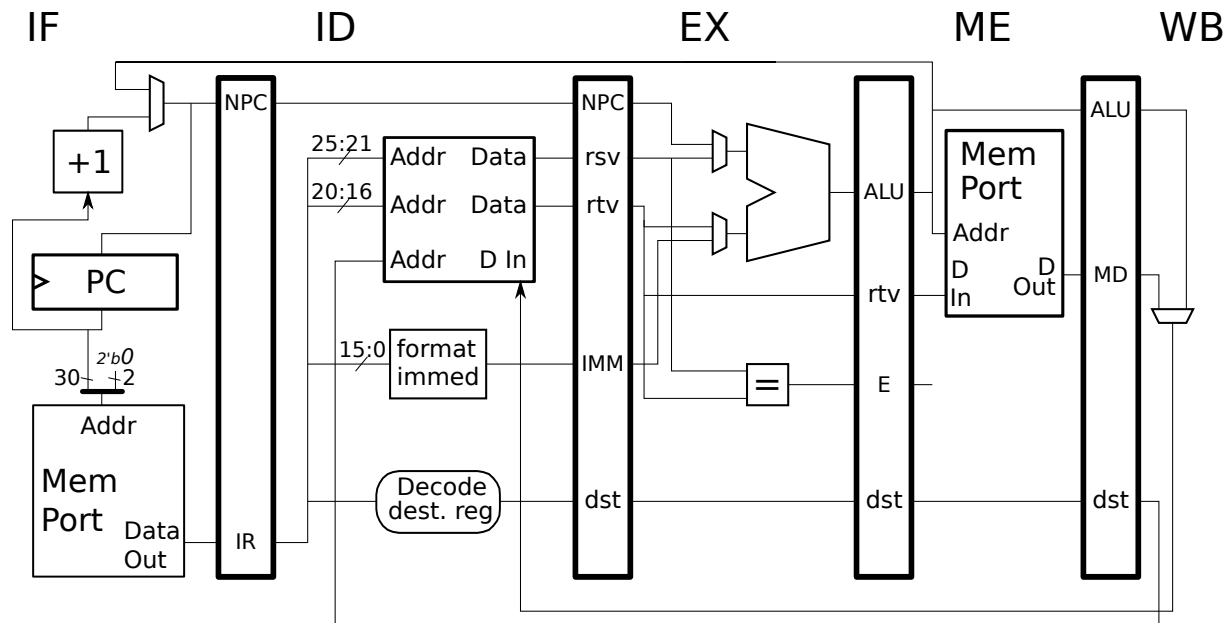 IF ID EX ME WB
NPC NPC ALU
25:21 Addr Data rsv
+1
Mem
Port
20:16 Addr Data rtv ALU
Addr
Addr D In
PC
D
In
D
Out
MD
rtv
15:0 format
immed
IMM
2'b0
30 2
= E
Addr
Mem
Port
Data
Out
IR
Decode
dest. reg
dst dst dst